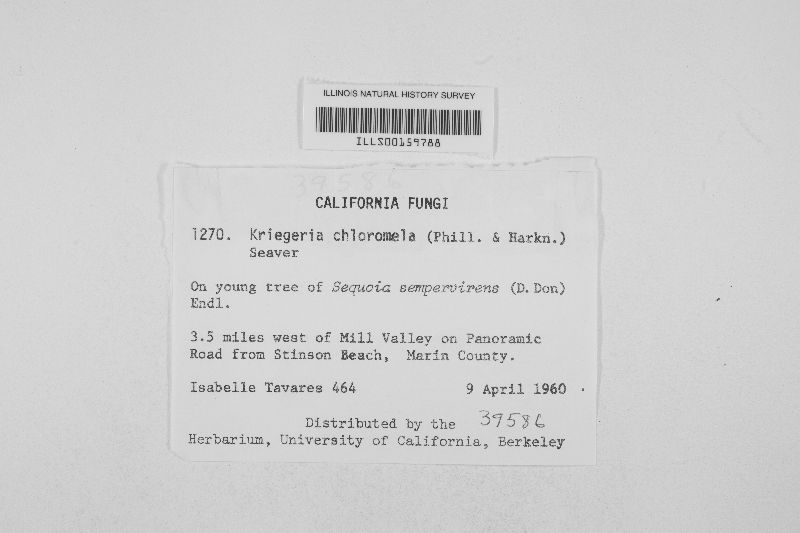 ILLINOIS NATURAL HISTORY SURVEY
ILLS00159788
39586
CALIFORNIA FUNGI
1270. Kriegeria chloromela (Phill. & Harkn.)
Seaver
On young tree of Sequoia sempervirens (D. Don)
Endl.
3.5 miles west of Mill Valley on Panoramic
Road from Stinson Beach, Marin County.
Isabelle Tavares 464 9 April 1960
Distributed by the 39586
Herbarium, University of California, Berkeley